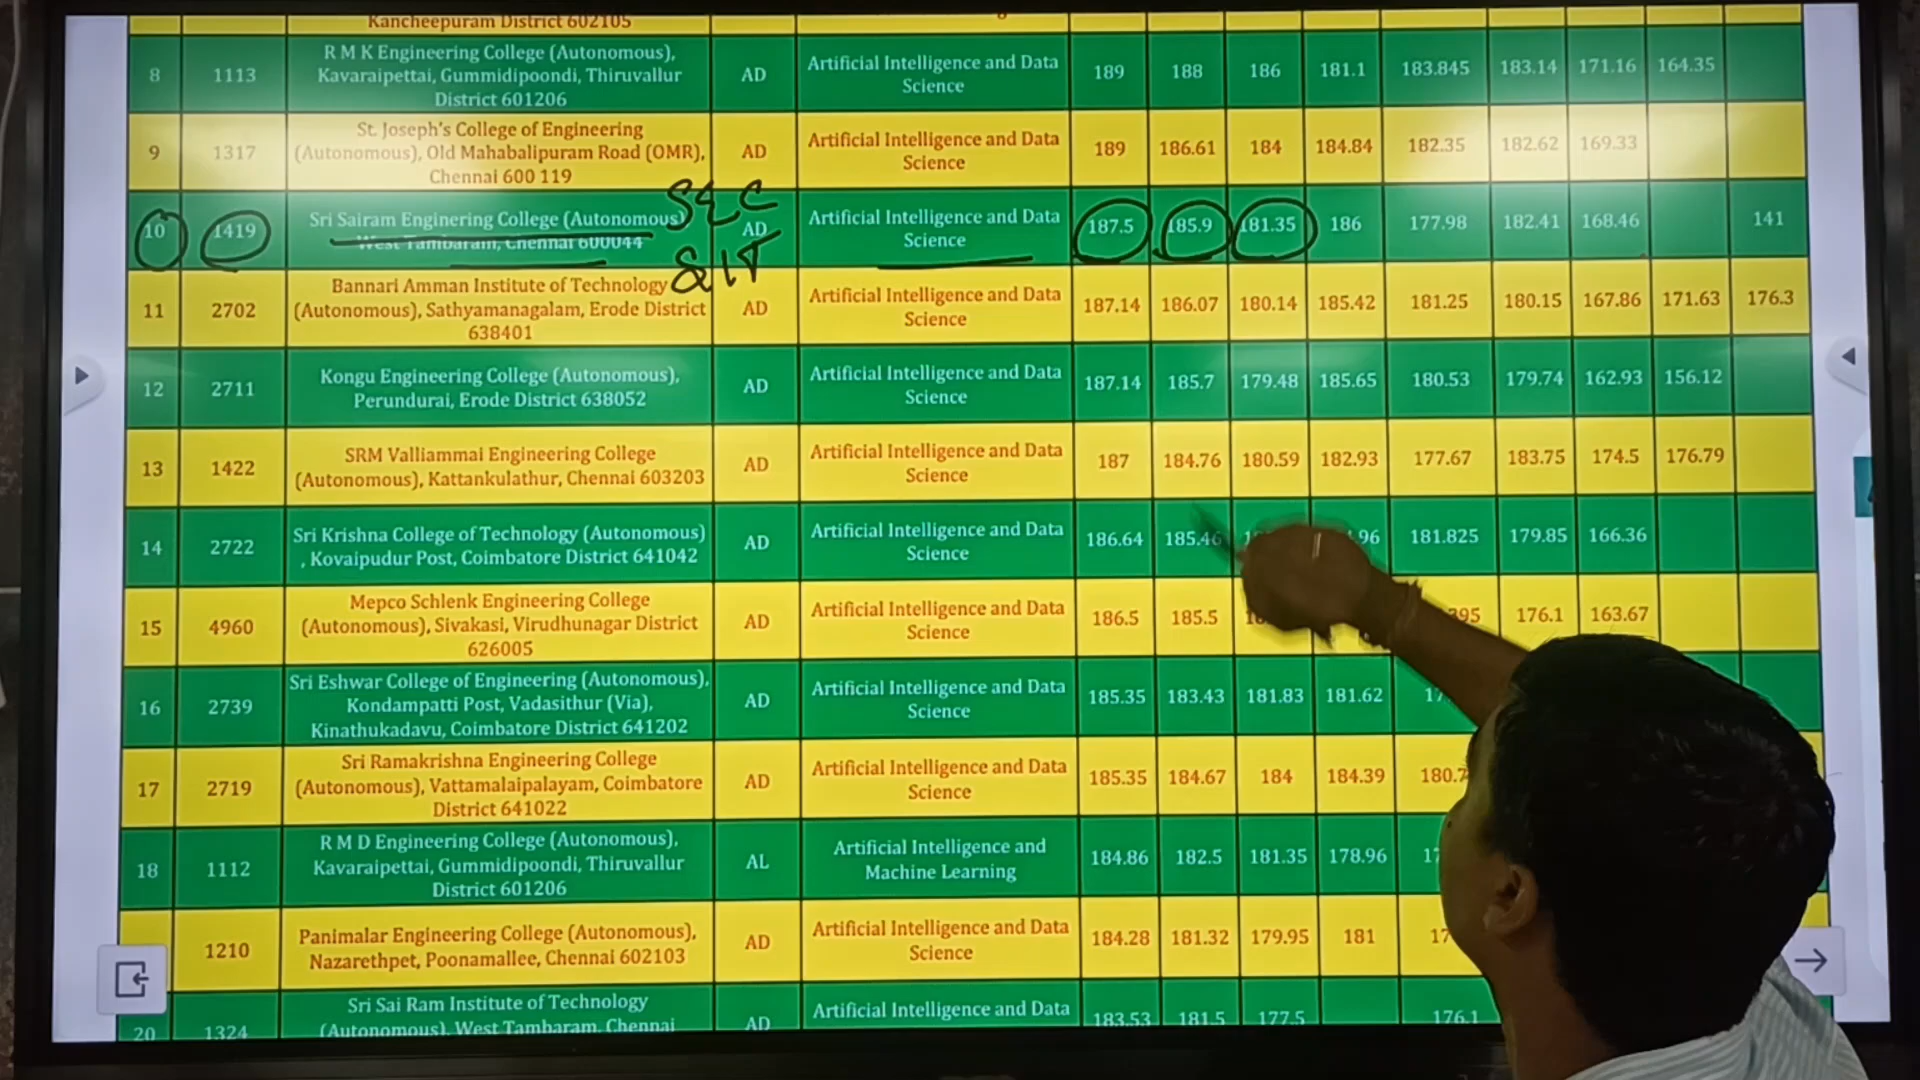 Kancheepuram District 602105
8 1113 R M K Engineering College (Autonomous), Kavaraipettai, Gummidipoondi, Thiruvallur District 601206 AD Artificial Intelligence and Data Science 189 188 186 181.1 183.845 183.14 171.16 164.35
9 1317 St. Joseph's College of Engineering (Autonomous), Old Mahabalipuram Road (OMR), Chennai 600 119 AD Artificial Intelligence and Data Science 189 186.61 184 184.84 182.35 182.62 169.33
SEC
10 1419 Sri Sairam Enginering College (Autonomous) West Tambaram, Chennai 600044 AD Artificial Intelligence and Data Science 187.5 185.9 181.35 186 177.98 182.41 168.46 141
SIT
11 2702 Bannari Amman Institute of Technology (Autonomous), Sathyamanagalam, Erode District 638401 AD Artificial Intelligence and Data Science 187.14 186.07 180.14 185.42 181.25 180.15 167.86 171.63 176.3
12 2711 Kongu Engineering College (Autonomous), Perundurai, Erode District 638052 AD Artificial Intelligence and Data Science 187.14 185.7 179.48 185.65 180.53 179.74 162.93 156.12
13 1422 SRM Valliammai Engineering College (Autonomous), Kattankulathur, Chennai 603203 AD Artificial Intelligence and Data Science 187 184.76 180.59 182.93 177.67 183.75 174.5 176.79
14 2722 Sri Krishna College of Technology (Autonomous) , Kovaipudur Post, Coimbatore District 641042 AD Artificial Intelligence and Data Science 186.64 185.46 181.825 179.85 166.36
15 4960 Mepco Schlenk Engineering College (Autonomous), Sivakasi, Virudhunagar District 626005 AD Artificial Intelligence and Data Science 186.5 185.5 176.1 163.67
16 2739 Sri Eshwar College of Engineering (Autonomous), Kondampatti Post, Vadasithur (Via), Kinathukadavu, Coimbatore District 641202 AD Artificial Intelligence and Data Science 185.35 183.43 181.83 181.62
17 2719 Sri Ramakrishna Engineering College (Autonomous), Vattamalaipalayam, Coimbatore District 641022 AD Artificial Intelligence and Data Science 185.35 184.67 184 184.39
18 1112 R M D Engineering College (Autonomous), Kavaraipettai, Gummidipoondi, Thiruvallur District 601206 AL Artificial Intelligence and Machine Learning 184.86 182.5 181.35 178.96
1210 Panimalar Engineering College (Autonomous), Nazarethpet, Poonamallee, Chennai 602103 AD Artificial Intelligence and Data Science 184.28 181.32 179.95 181
20 1324 Sri Sai Ram Institute of Technology (Autonomous), West Tambaram, Chennai AD Artificial Intelligence and Data 183.53 181.5 177.5 176.1